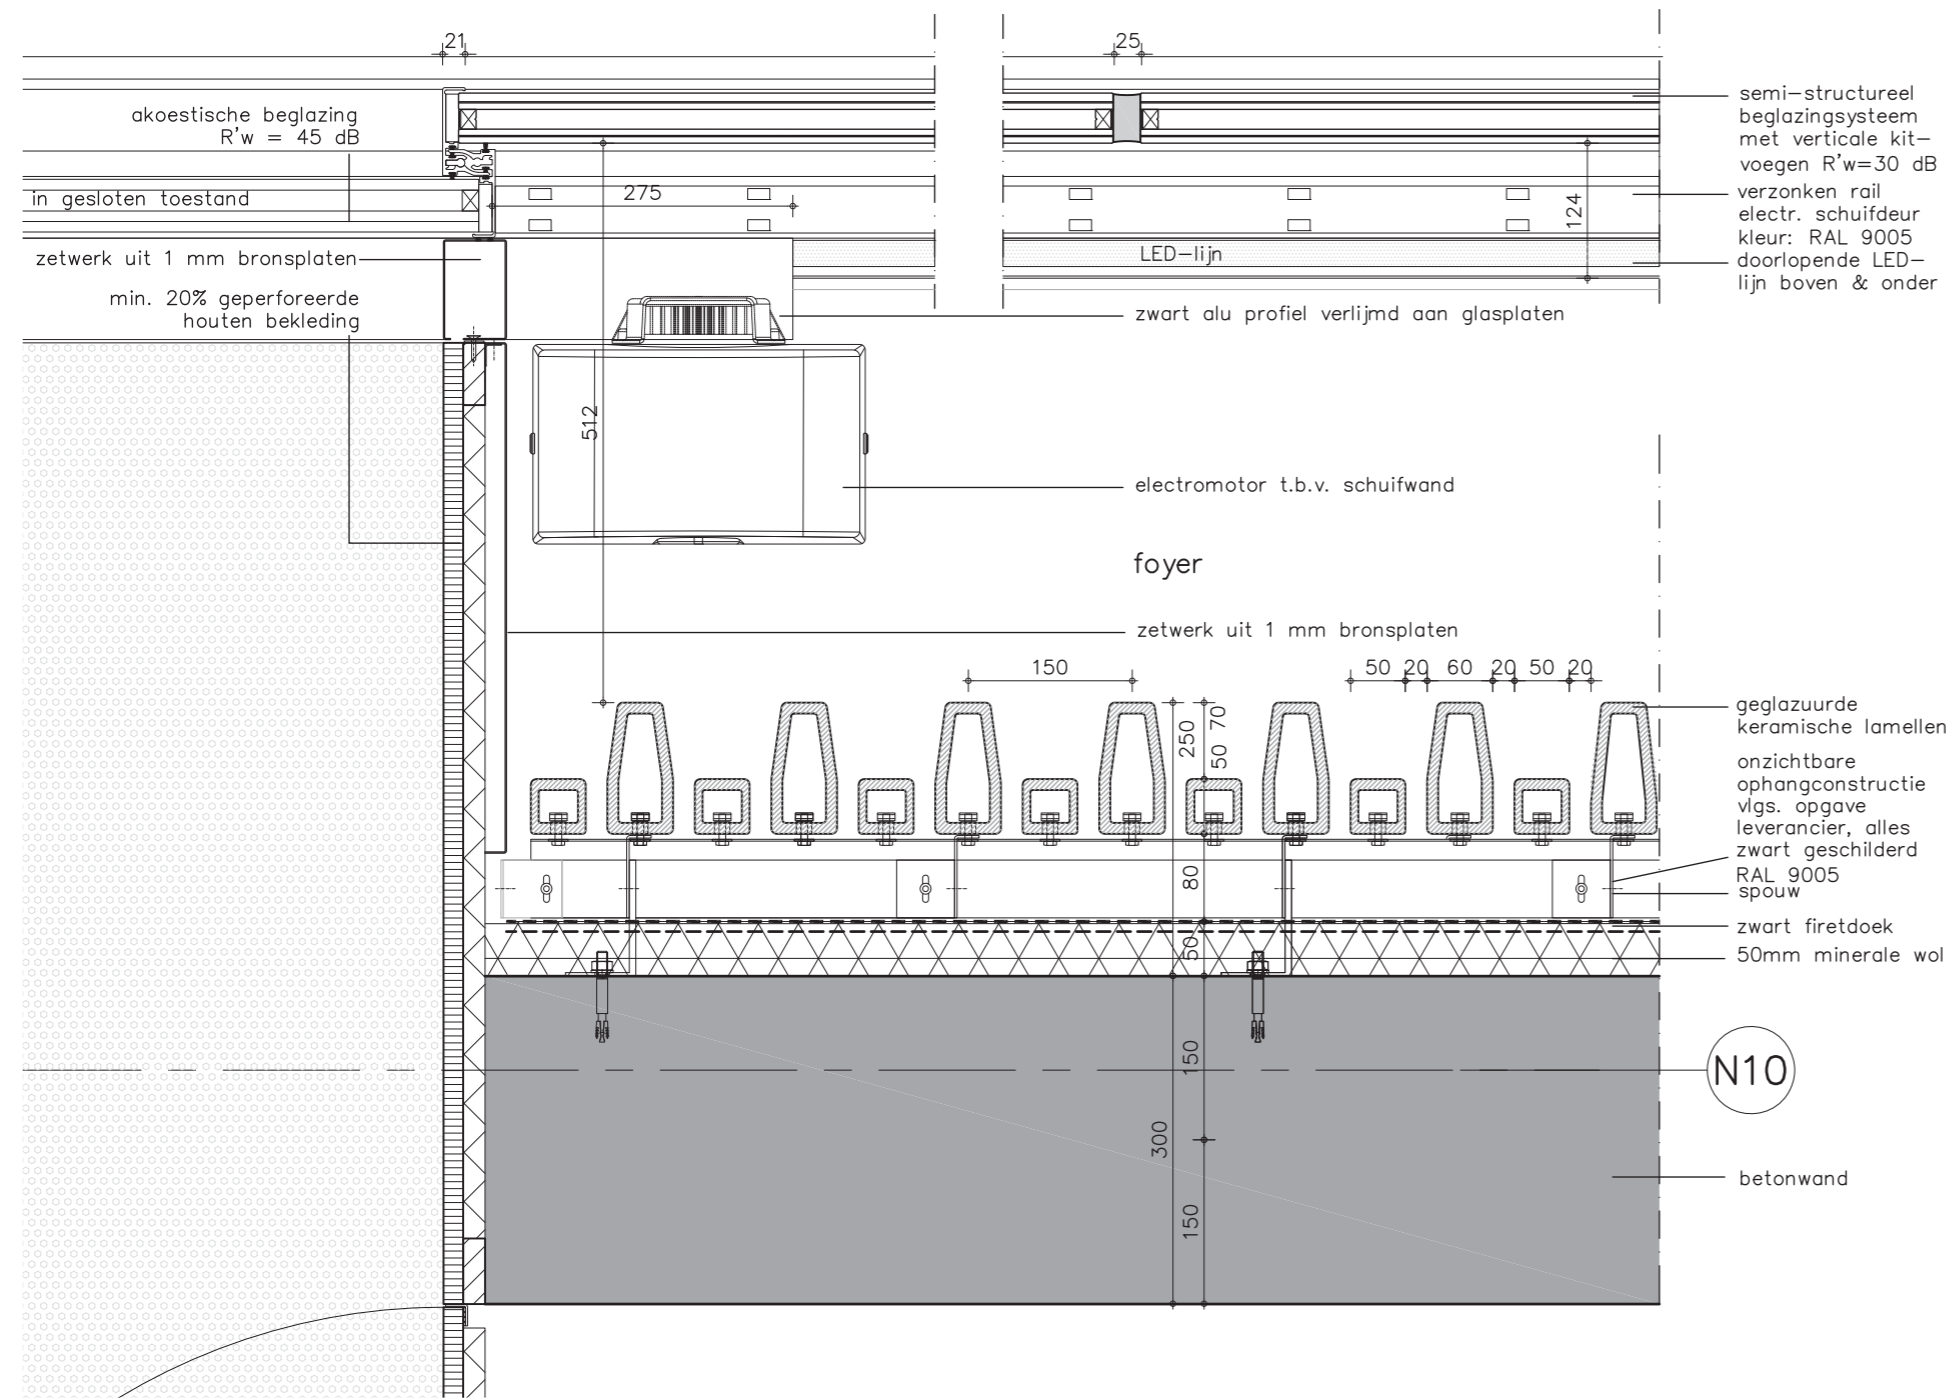 21
25
akoestische beglazing
R'w = 45 dB
in gesloten toestand
zetwerk uit 1 mm bronsplaten
min. 20% geperforeerde
houten bekleding
275
124
LED-lijn
semi-structureel
beglazingsysteem
met verticale kit-
voegen R'w=30 dB
verzonken rail
electr. schuifdeur
kleur: RAL 9005
doorlopende LED-
lijn boven & onder
zwart alu profiel verlijmd aan glasplaten
512
electromotor t.b.v. schuifwand
foyer
zetwerk uit 1 mm bronsplaten
150
50 20 60 20 50 20
250
70
50
80
50
geglazuurde
keramische lamellen
onzichtbare
ophangconstructie
vlgs. opgave
leverancier, alles
zwart geschilderd
RAL 9005
spouw
zwart firetdoek
50mm minerale wol
N10
150
300
150
betonwand